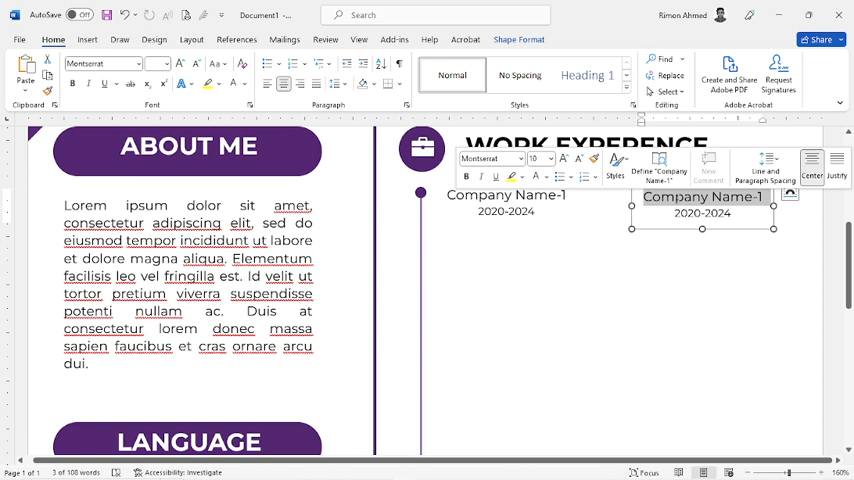 AutoSave Off Document1 -... Search Rimon Ahmed
File Home Insert Draw Design Layout References Mailings Review View Add-ins Help Acrobat Shape Format Share
Paste
Clipboard
Montserrat
Aa
B I U ab x₂ x² A A
Font
Paragraph
Normal No Spacing Heading 1
Styles
Find
Replace
Select
Editing
Create and Share Adobe PDF
Request Signatures
Adobe Acrobat
ABOUT ME
WORK EXPERENCE
Montserrat 10
B I U A
Styles
Define "Company Name-1"
New Comment
Line and Paragraph Spacing
Center Justify
Company Name-1
2020-2024
Company Name-1
2020-2024
Lorem ipsum dolor sit amet,
consectetur adipiscing elit, sed do
eiusmod tempor incididunt ut labore
et dolore magna aliqua. Elementum
facilisis leo vel fringilla est. Id velit ut
tortor pretium viverra suspendisse
potenti nullam ac. Duis at
consectetur lorem donec massa
sapien faucibus et cras ornare arcu
dui.
LANGUAGE
Page 1 of 1 3 of 108 words Accessibility: Investigate Focus 160%